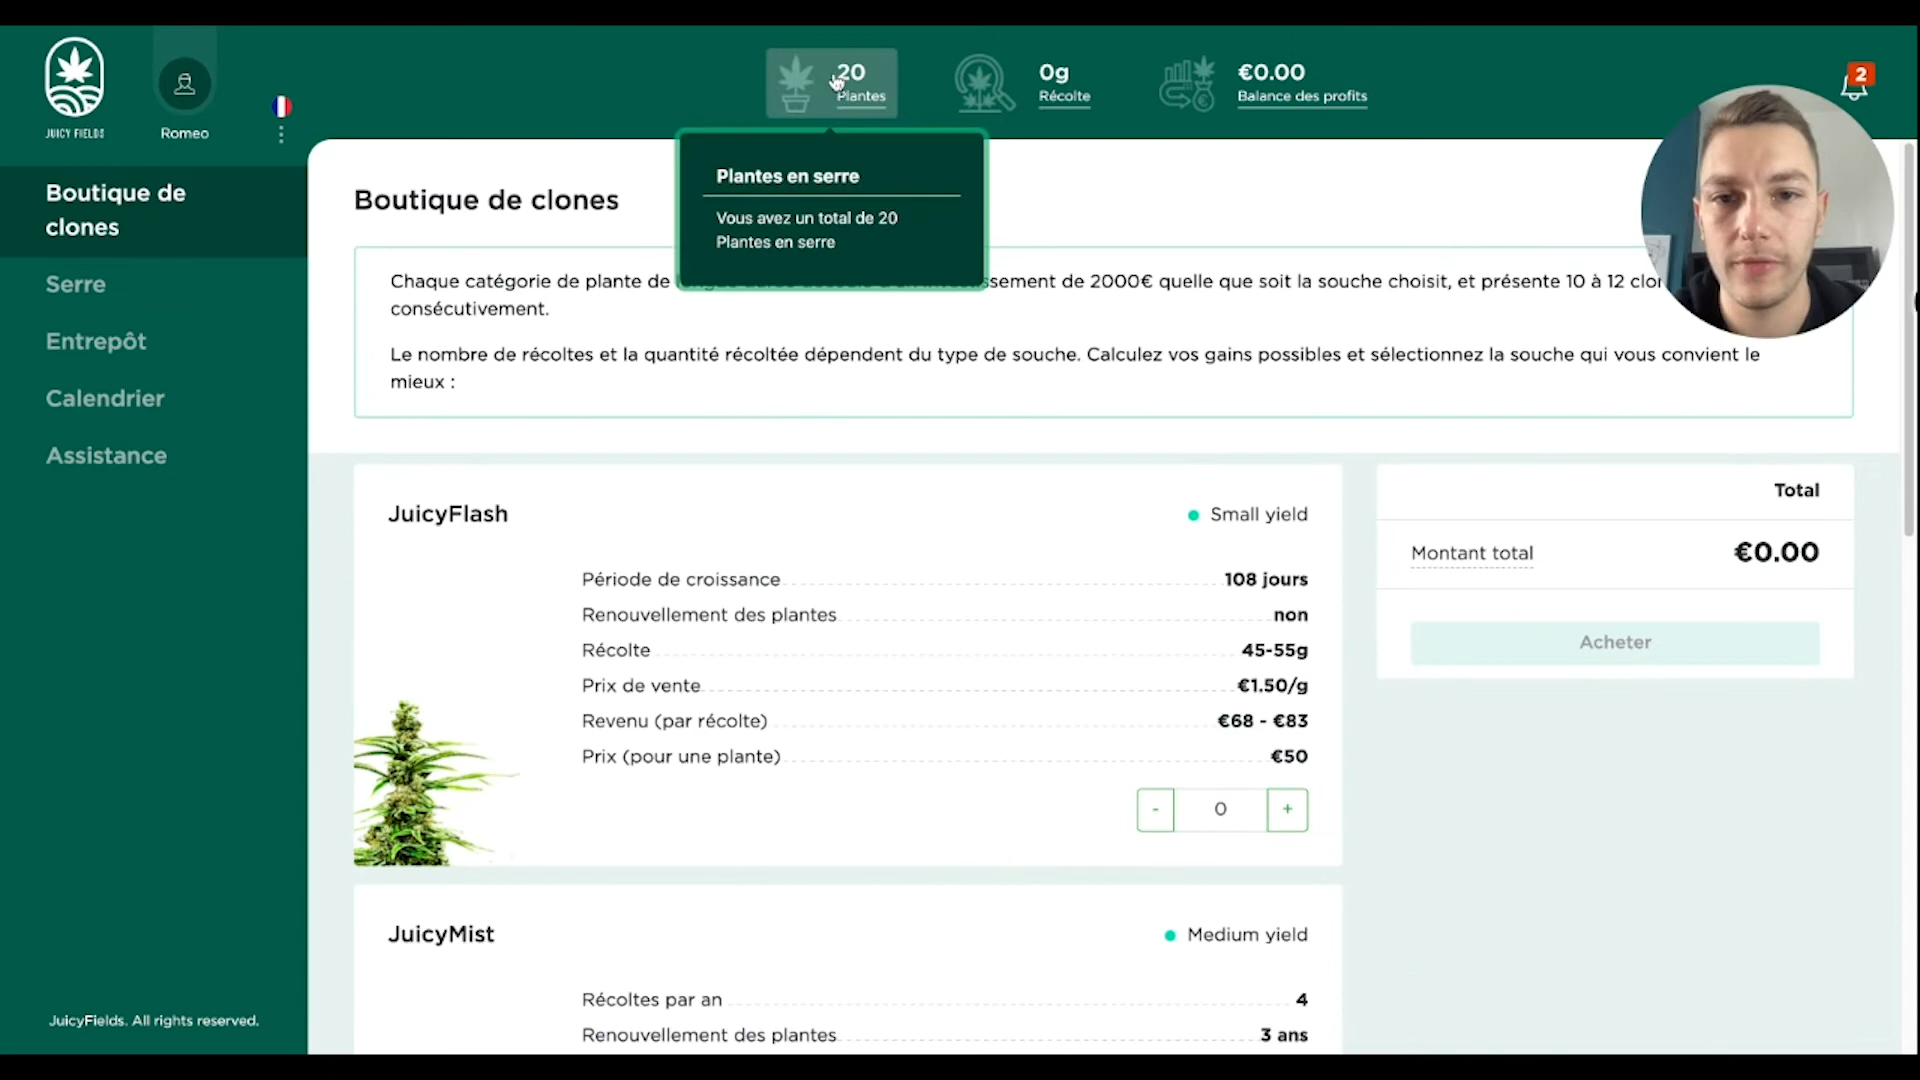 JUICY FIELDS
Romeo
20
Plantes
0g
Récolte
€0.00
Balance des profits
2
Boutique de
clones
Serre
Entrepôt
Calendrier
Assistance
JuicyFields. All rights reserved.
Plantes en serre
Vous avez un total de 20
Plantes en serre
Boutique de clones
Chaque catégorie de plante de
ssement de 2000€ quelle que soit la souche choisit, et présente 10 à 12
consécutivement.
Le nombre de récoltes et la quantité récoltée dépendent du type de souche. Calculez vos gains possibles et sélectionnez la souche qui vous convient le
mieux :
JuicyFlash
Small yield
Période de croissance 108 jours
Renouvellement des plantes non
Récolte 45-55g
Prix de vente €1.50/g
Revenu (par récolte) €68 - €83
Prix (pour une plante) €50
- 0 +
JuicyMist
Medium yield
Récoltes par an 4
Renouvellement des plantes 3 ans
Total
Montant total €0.00
Acheter